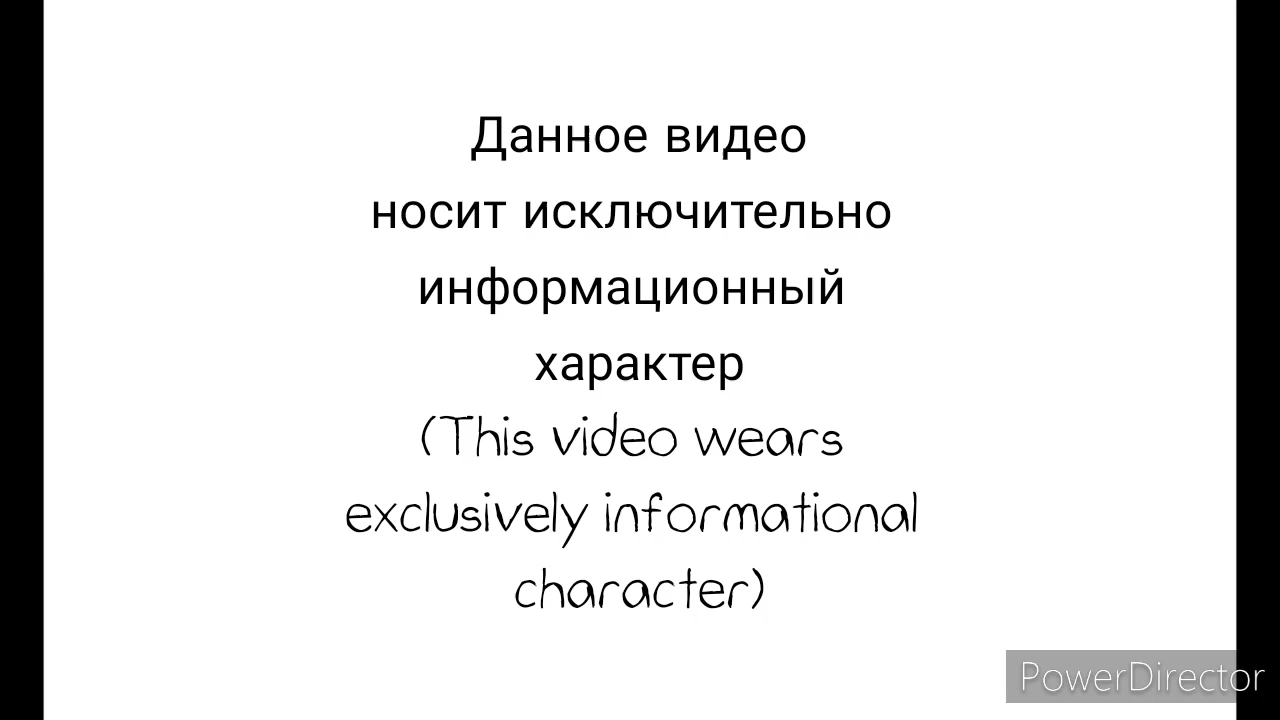 Данное видео
носит исключительно
информационный
характер
(This video wears
exclusively informational
character)
PowerDirector